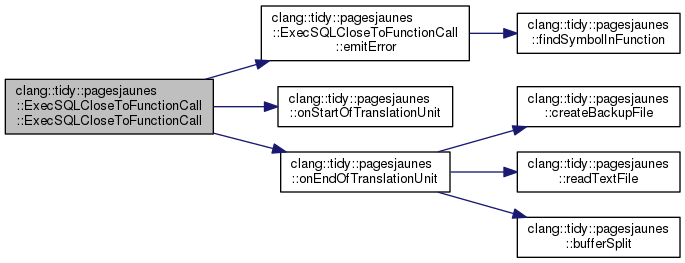 clang::tidy::pagesjaunes
::ExecSQLCloseToFunctionCall
::ExecSQLCloseToFunctionCall
clang::tidy::pagesjaunes
::ExecSQLCloseToFunctionCall
::emitError
clang::tidy::pagesjaunes
::findSymbolInFunction
clang::tidy::pagesjaunes
::onStartOfTranslationUnit
clang::tidy::pagesjaunes
::onEndOfTranslationUnit
clang::tidy::pagesjaunes
::createBackupFile
clang::tidy::pagesjaunes
::readTextFile
clang::tidy::pagesjaunes
::bufferSplit